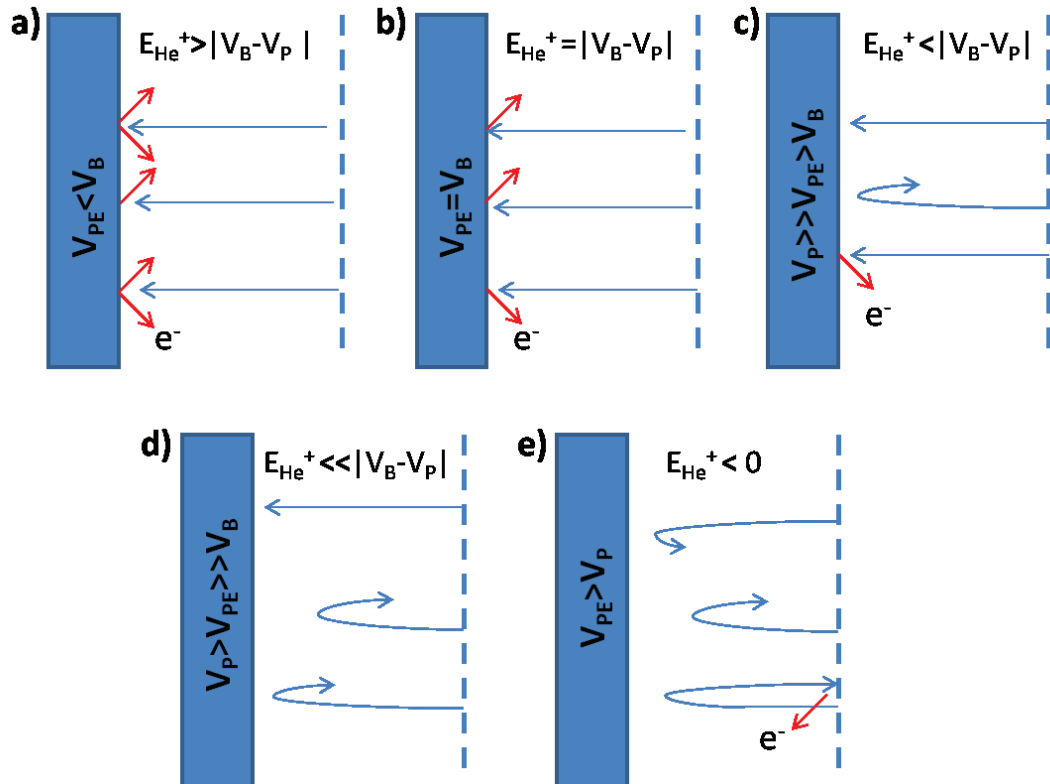 a)
E_He⁺>|V_B-V_P |
V_PE<V_B
e⁻
b)
E_He⁺=|V_B-V_P|
V_PE=V_B
e⁻
c)
E_He⁺<|V_B-V_P|
V_P>>V_PE>V_B
e⁻
d)
E_He⁺<<|V_B-V_P|
V_P>V_PE>>V_B
e)
E_He⁺< 0
V_PE>V_P
e⁻